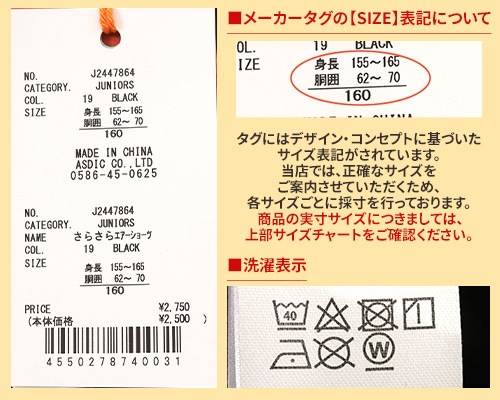 NO. J2447864
CATEGORY. JUNIORS
COL. 19 BLACK
SIZE 身長 155～165
胴囲 62～ 70
160
MADE IN CHINA
ASDIC CO.,LTD
0586-45-0625
NO. J2447864
CATEGORY. JUNIORS
NAME さらさらエアーショーツ
COL. 19 BLACK
SIZE 身長 155～165
胴囲 62～ 70
160
PRICE ¥2,750
(本体価格 ¥2,500 )
4550278740031
■メーカータグの【SIZE】表記について
OL. 19 BLACK
IZE 身長 155～165
胴囲 62～ 70
160
タグにはデザイン・コンセプトに基づいた
サイズ表記がされています。
当店では、正確なサイズを
ご案内させていただくため、
各サイズごとに採寸を行っております。
商品の実寸サイズにつきましては、
上部サイズチャートをご確認ください。
■洗濯表示
40
W